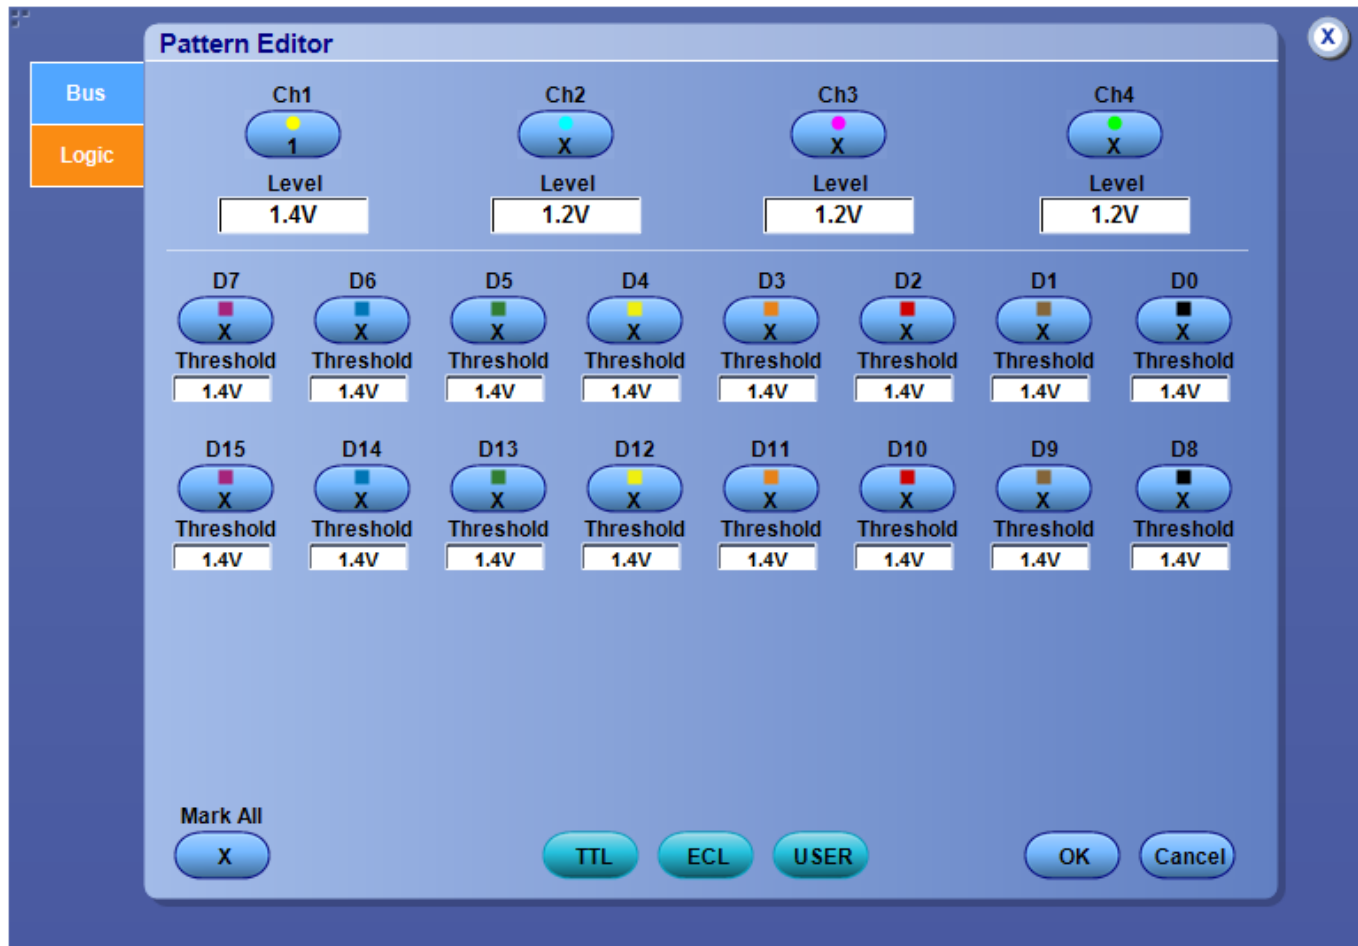 Pattern Editor
X
Bus
Logic
Ch1 Ch2 Ch3 Ch4
1 X X X
Level Level Level Level
1.4V 1.2V 1.2V 1.2V
D7 D6 D5 D4 D3 D2 D1 D0
X X X X X X X X
Threshold Threshold Threshold Threshold Threshold Threshold Threshold Threshold
1.4V 1.4V 1.4V 1.4V 1.4V 1.4V 1.4V 1.4V
D15 D14 D13 D12 D11 D10 D9 D8
X X X X X X X X
Threshold Threshold Threshold Threshold Threshold Threshold Threshold Threshold
1.4V 1.4V 1.4V 1.4V 1.4V 1.4V 1.4V 1.4V
Mark All
X TTL ECL USER OK Cancel